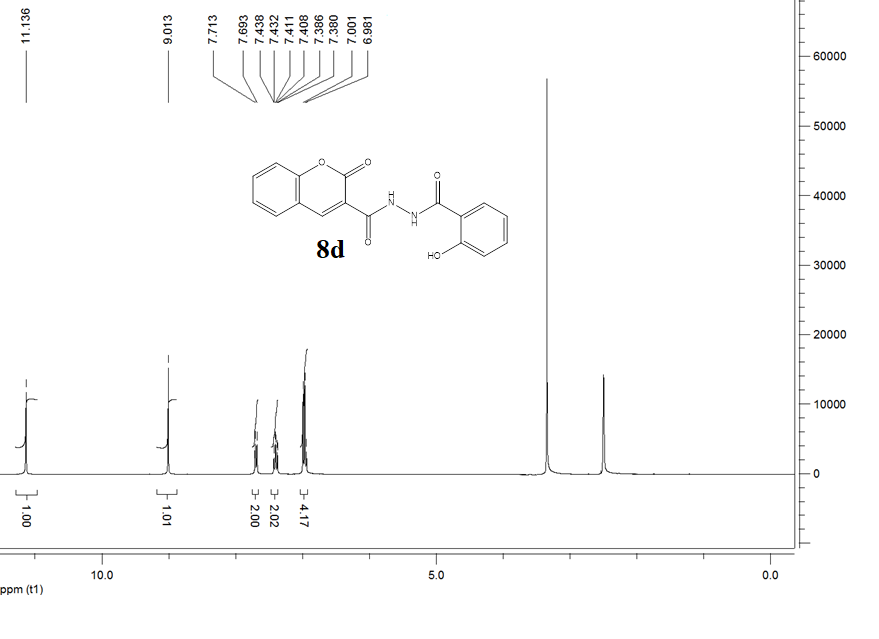 11.136
9.013
7.713
7.693
7.438
7.432
7.411
7.408
7.386
7.380
7.001
6.981
60000
50000
40000
30000
20000
10000
0
O
O
O
H
N
N
H
O
O
HO
8d
1.00
1.01
2.00
2.02
4.17
10.0
5.0
0.0
ppm (t1)